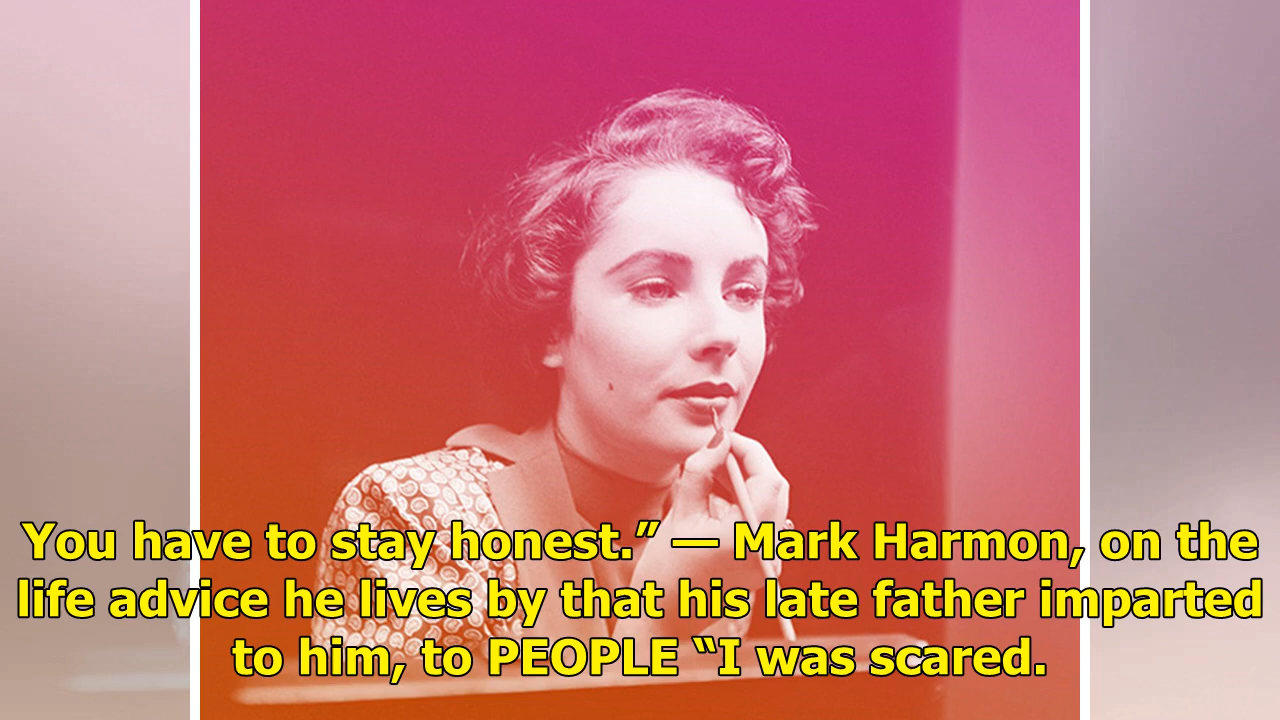 You have to stay honest.” — Mark Harmon, on the
life advice he lives by that his late father imparted
to him, to PEOPLE “I was scared.